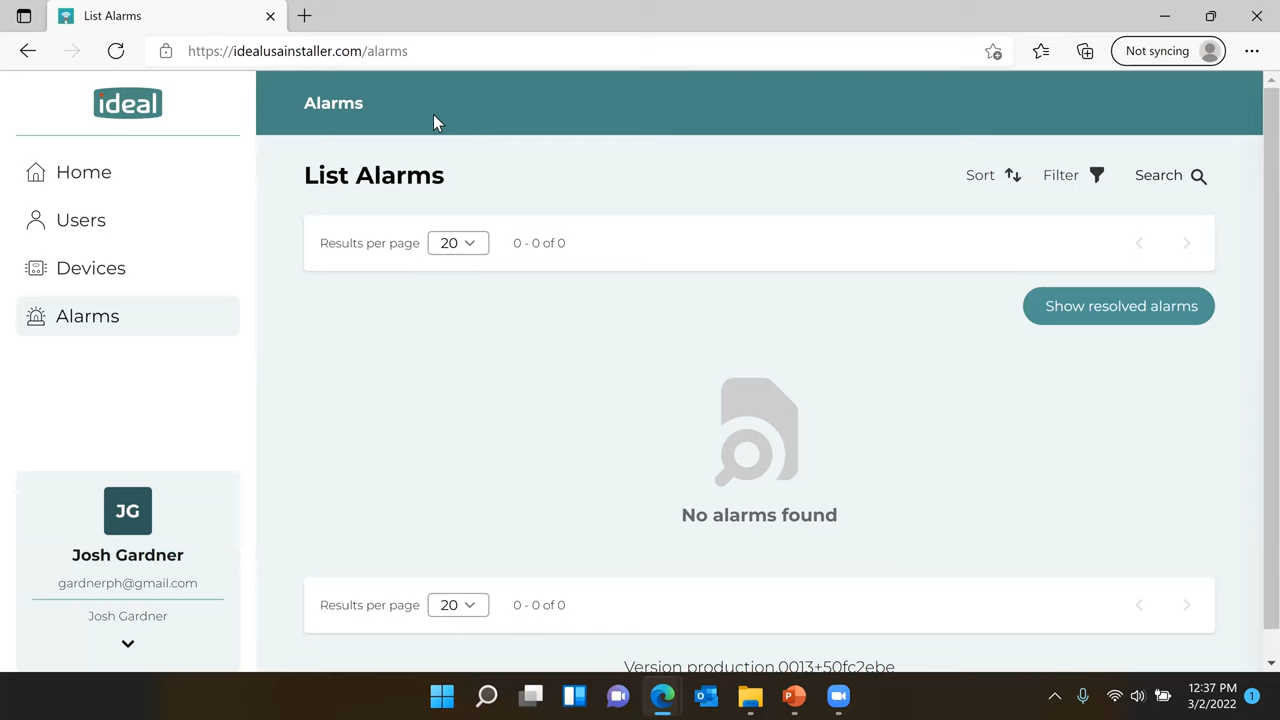 List Alarms
https://idealusainstaller.com/alarms
Not syncing
ideal
Home
Users
Devices
Alarms
JG
Josh Gardner
gardnerph@gmail.com
Josh Gardner
Alarms
List Alarms
Sort
Filter
Search
Results per page 20 0 - 0 of 0
Show resolved alarms
No alarms found
Results per page 20 0 - 0 of 0
Version production.0013+50fc2ebe
12:37 PM
3/2/2022
1